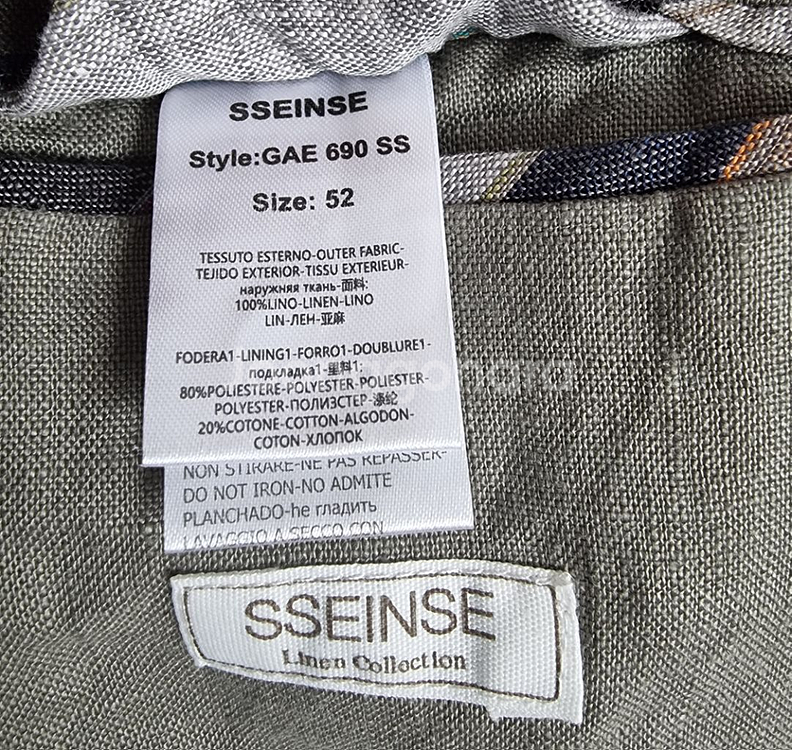 SSEINSE
Style:GAE 690 SS
Size: 52
TESSUTO ESTERNO-OUTER FABRIC-
TEJIDO EXTERIOR-TISSU EXTERIEUR-
наружняя ткань-面料:
100%LINO-LINEN-LINO
LIN-ЛЕН-亚麻
FODERA1-LINING1-FORRO1-DOUBLURE1-
подкладка1-里料1:
80%POLIESTERE-POLYESTER-POLIESTER-
POLYESTER-ПОЛИЭСТЕР-涤纶
20%COTONE-COTTON-ALGODON-
COTON-ХЛОПОК
NON STIRARE-NE PAS REPASSER-
DO NOT IRON-NO ADMITE
PLANCHADO-не гладить
LAVAGGIO A SECCO CON
SSEINSE
Linen Collection